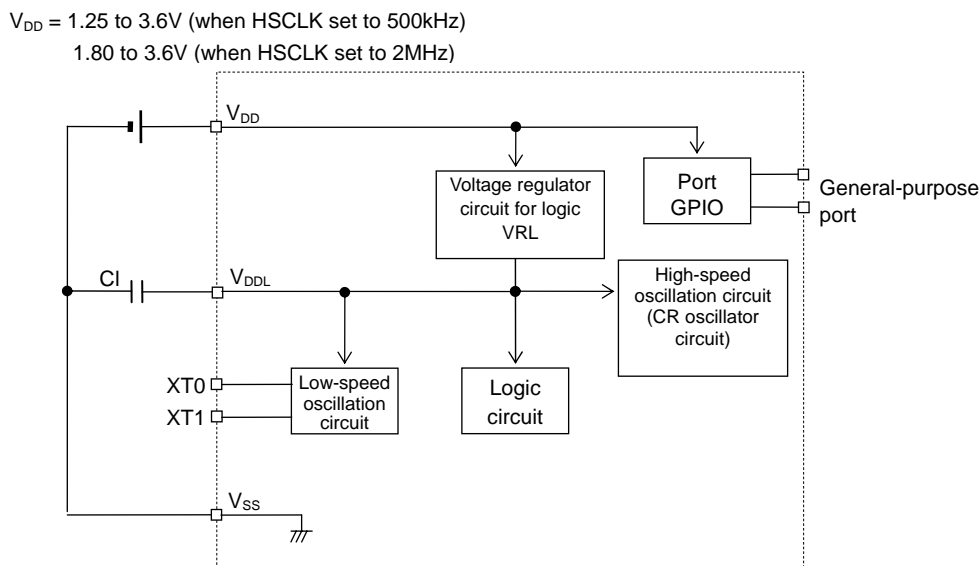 VDD = 1.25 to 3.6V (when HSCLK set to 500kHz)
1.80 to 3.6V (when HSCLK set to 2MHz)
VDD
Voltage regulator
circuit for logic
VRL
Port
GPIO
General-purpose
port
Cl
VDDL
High-speed
oscillation circuit
(CR oscillator
circuit)
XT0
XT1
Low-speed
oscillation
circuit
Logic
circuit
VSS